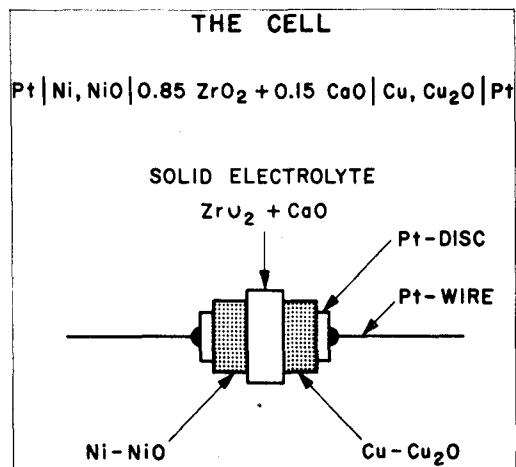 THE CELL
Pt | Ni, NiO | 0.85 ZrO₂ + 0.15 CaO | Cu, Cu₂O | Pt
SOLID ELECTROLYTE
ZrO₂ + CaO
Pt-DISC
Pt-WIRE
Ni-NiO
Cu-Cu₂O